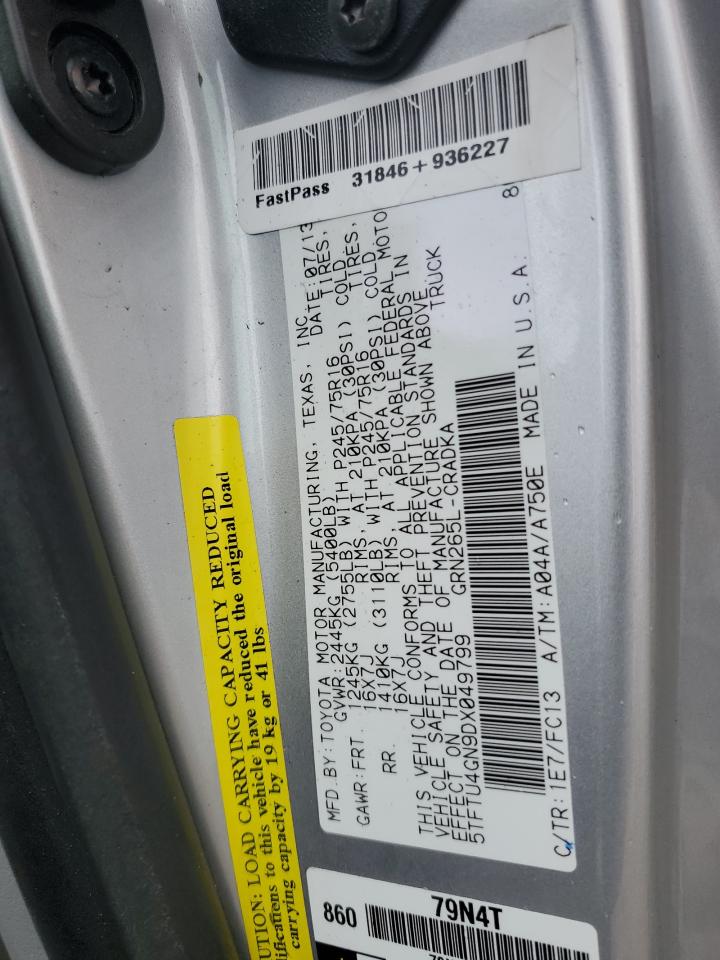 FastPass 31846+936227
MFD.BY:TOYOTA MOTOR MANUFACTURING, TEXAS, INC.
DATE:07/13
GVWR:2445KG (5400LB)
GAWR:FRT. 1245KG (2755LB) WITH P245/75R16 TIRES,
16X7J RIMS, AT 210KPA (30PSI) COLD
RR. 1410KG (3110LB) WITH P245/75R16 TIRES,
16X7J RIMS, AT 210KPA (30PSI) COLD
THIS VEHICLE CONFORMS TO ALL APPLICABLE FEDERAL MOTO
VEHICLE SAFETY AND THEFT PREVENTION STANDARDS IN
EFFECT ON THE DATE OF MANUFACTURE SHOWN ABOVE
5TFTU4GN9DX049799 GRN265L-CRADKA TRUCK
C/TR:1E7/FC13 A/TM:A04A/A750E MADE IN U.S.A.
UTION: LOAD CARRYING CAPACITY REDUCED
ifications to this vehicle have reduced the original load
carrying capacity by 19 kg or 41 lbs
860 79N4T